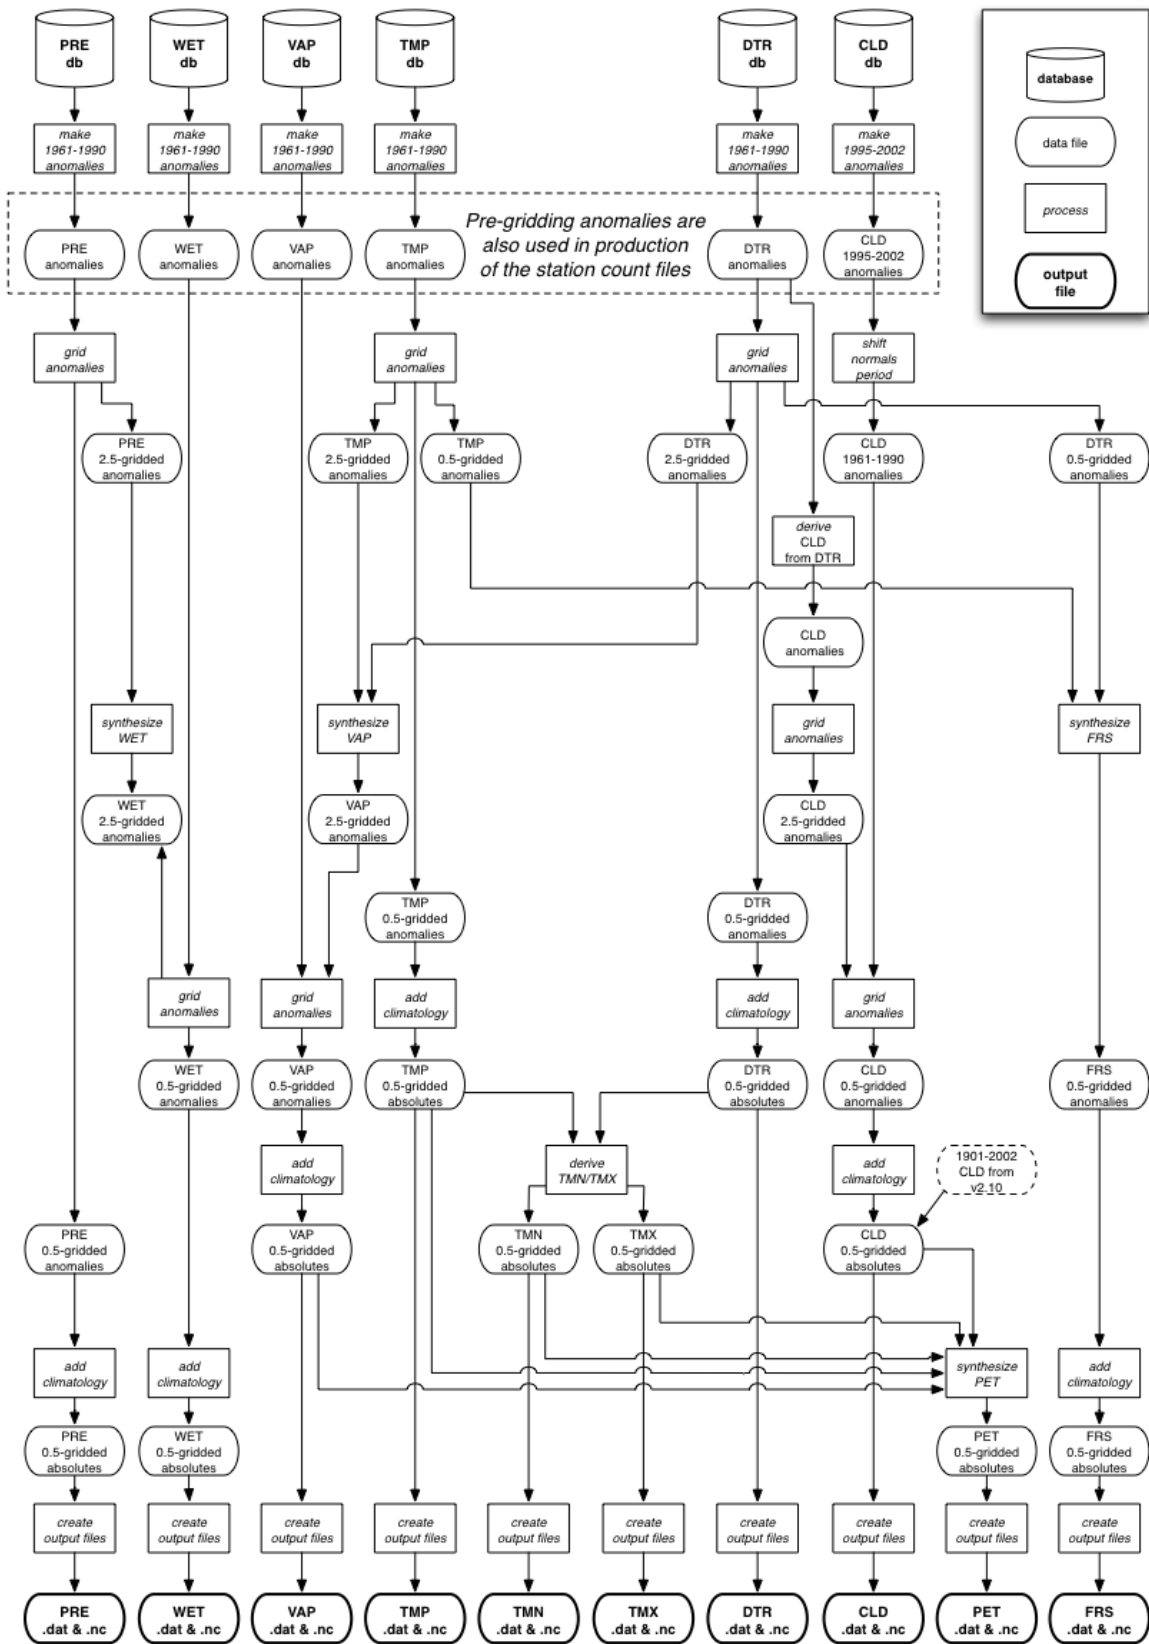 PRE
db
WET
db
VAP
db
TMP
db
DTR
db
CLD
db
database
data file
process
output
file
make
1961-1990
anomalies
make
1961-1990
anomalies
make
1961-1990
anomalies
make
1961-1990
anomalies
make
1961-1990
anomalies
make
1995-2002
anomalies
Pre-gridding anomalies are
also used in production
of the station count files
PRE
anomalies
WET
anomalies
VAP
anomalies
TMP
anomalies
DTR
anomalies
CLD
1995-2002
anomalies
grid
anomalies
grid
anomalies
grid
anomalies
shift
normals
period
PRE
2.5-gridded
anomalies
TMP
2.5-gridded
anomalies
TMP
0.5-gridded
anomalies
DTR
2.5-gridded
anomalies
CLD
1961-1990
anomalies
DTR
0.5-gridded
anomalies
derive
CLD
from DTR
CLD
anomalies
synthesize
WET
synthesize
VAP
grid
anomalies
synthesize
FRS
WET
2.5-gridded
anomalies
VAP
2.5-gridded
anomalies
CLD
2.5-gridded
anomalies
TMP
0.5-gridded
anomalies
DTR
0.5-gridded
anomalies
grid
anomalies
grid
anomalies
add
climatology
add
climatology
grid
anomalies
WET
0.5-gridded
anomalies
VAP
0.5-gridded
anomalies
TMP
0.5-gridded
absolutes
DTR
0.5-gridded
absolutes
CLD
0.5-gridded
anomalies
FRS
0.5-gridded
anomalies
add
climatology
derive
TMN/TMX
add
climatology
1901-2002
CLD from
v2.10
PRE
0.5-gridded
anomalies
VAP
0.5-gridded
absolutes
TMN
0.5-gridded
absolutes
TMX
0.5-gridded
absolutes
CLD
0.5-gridded
absolutes
add
climatology
add
climatology
synthesize
PET
add
climatology
PRE
0.5-gridded
absolutes
WET
0.5-gridded
absolutes
PET
0.5-gridded
absolutes
FRS
0.5-gridded
absolutes
create
output files
create
output files
create
output files
create
output files
create
output files
create
output files
create
output files
create
output files
create
output files
create
output files
PRE
.dat & .nc
WET
.dat & .nc
VAP
.dat & .nc
TMP
.dat & .nc
TMN
.dat & .nc
TMX
.dat & .nc
DTR
.dat & .nc
CLD
.dat & .nc
PET
.dat & .nc
FRS
.dat & .nc